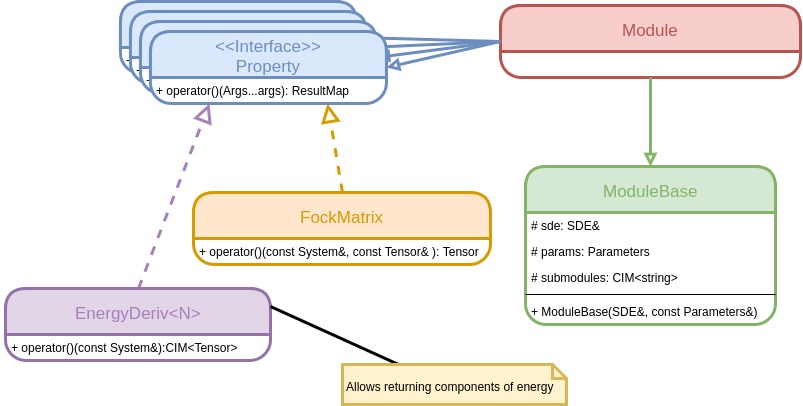 <<Interface>>
Property
+ operator()(Args...args): ResultMap
Module
ModuleBase
# sde: SDE&
# params: Parameters
# submodules: CIM<string>
+ ModuleBase(SDE&, const Parameters&)
FockMatrix
+ operator()(const System&, const Tensor& ): Tensor
EnergyDeriv<N>
+ operator()(const System&):CIM<Tensor>
Allows returning components of energy